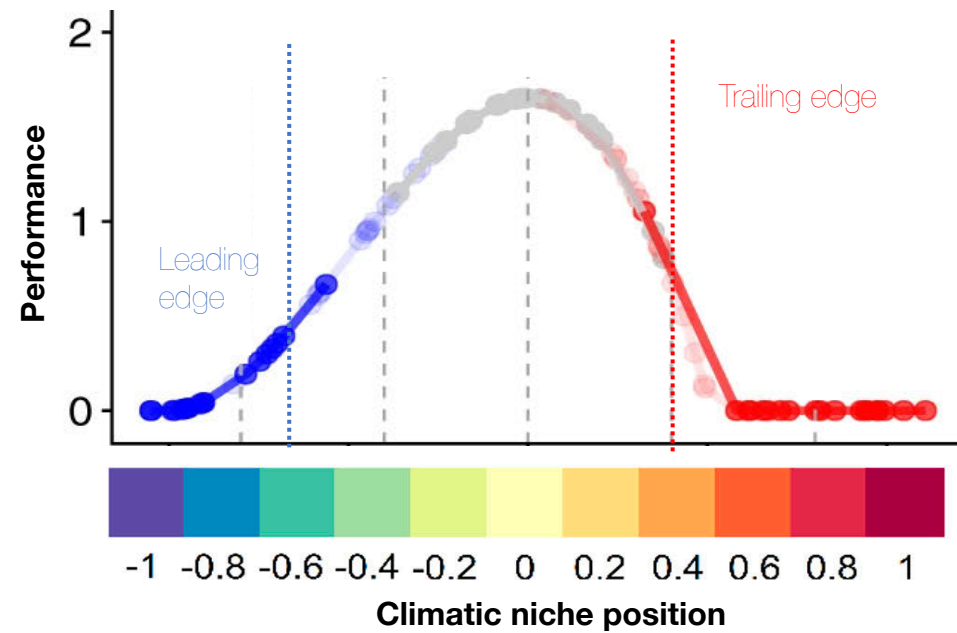 2
Trailing edge
Performance
1
Leading
edge
0
-1 -0.8 -0.6 -0.4 -0.2 0 0.2 0.4 0.6 0.8 1
Climatic niche position